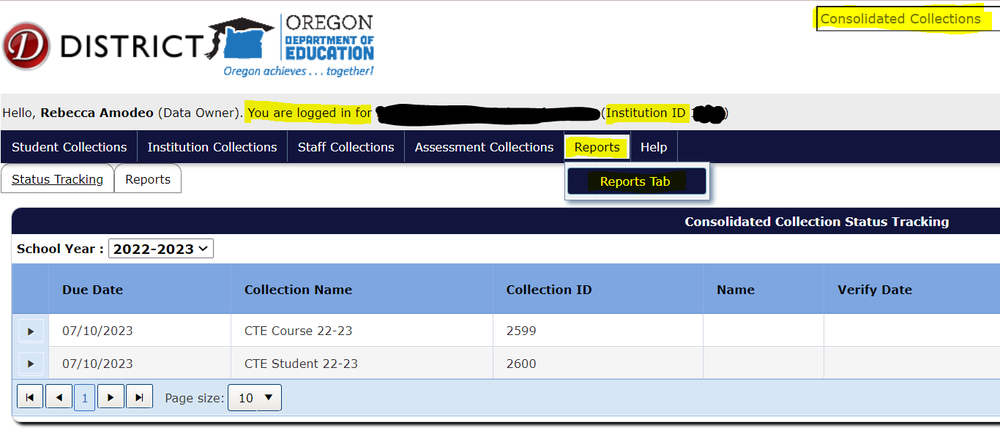 Consolidated Collections
D DISTRICT
OREGON
DEPARTMENT OF
EDUCATION
Oregon achieves . . . together!
Hello, Rebecca Amodeo (Data Owner). You are logged in for (Institution ID )
Student Collections Institution Collections Staff Collections Assessment Collections Reports Help
Reports Tab
Status Tracking Reports
Consolidated Collection Status Tracking
School Year : 2022-2023
Due Date Collection Name Collection ID Name Verify Date
07/10/2023 CTE Course 22-23 2599
07/10/2023 CTE Student 22-23 2600
1 Page size: 10